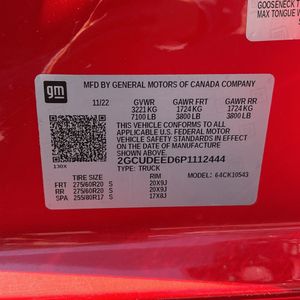 GOOSENECK T
MAX TONGUE W
gm
MFD BY GENERAL MOTORS OF CANADA COMPANY
11/22 GVWR GAWR FRT GAWR RR
3221 KG 1724 KG 1724 KG
7100 LB 3800 LB 3800 LB
THIS VEHICLE CONFORMS TO ALL
APPLICABLE U.S. FEDERAL MOTOR
VEHICLE SAFETY STANDARDS IN EFFECT
ON THE DATE OF MANUFACTURE SHOWN
ABOVE.
2GCUDEED6P1112444
TYPE: TRUCK 64CK10543
130X
TIRE RIM
FRT 275/60R20 S 20X9J
RR 275/60R20 S 20X9J
SPA 255/80R17 S 17X8J